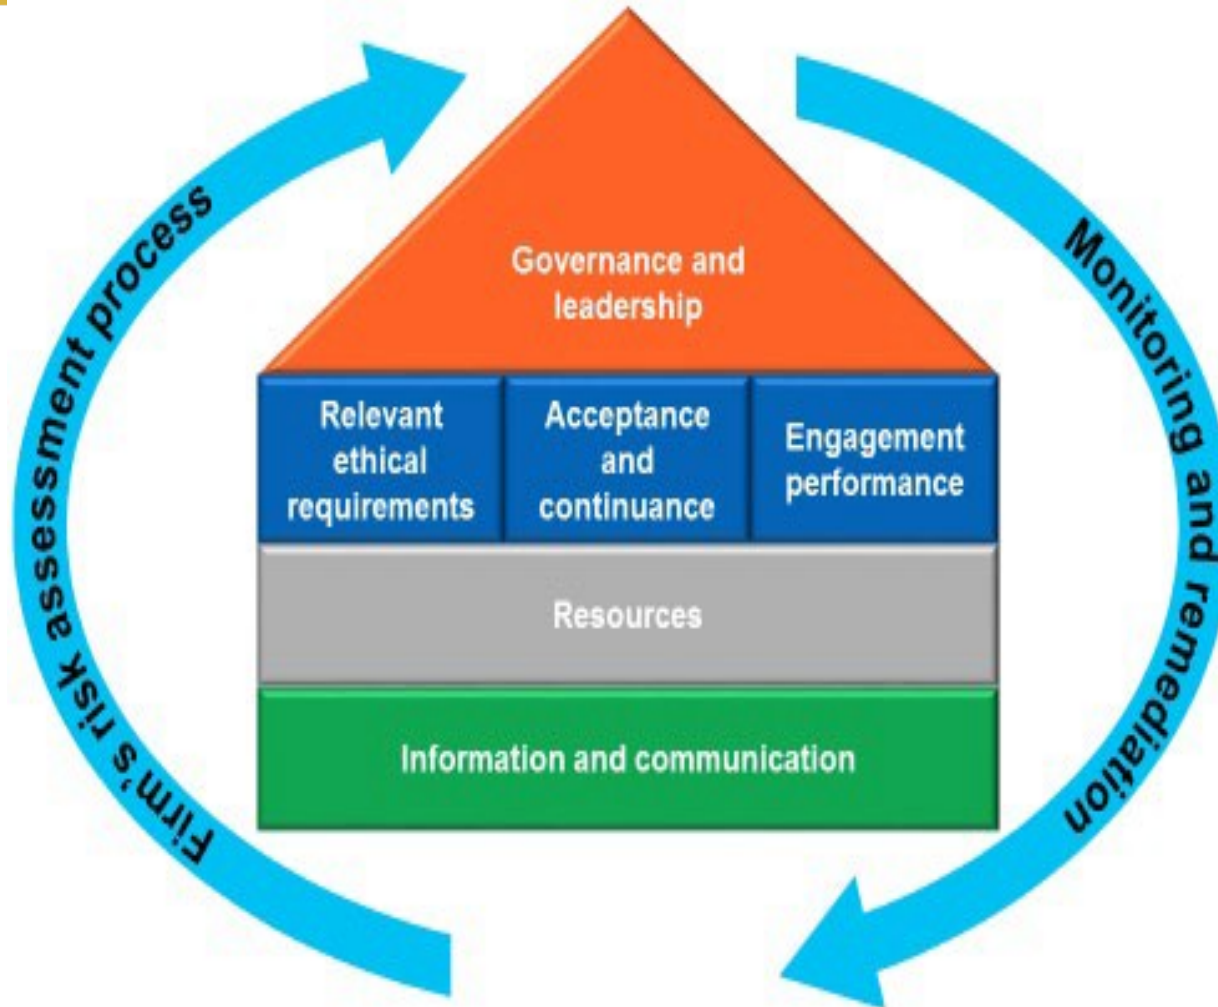 Firm's risk assessment process
Governance and
leadership
Relevant
ethical
requirements
Acceptance
and
continuance
Engagement
performance
Resources
Information and communication
Monitoring and remediation